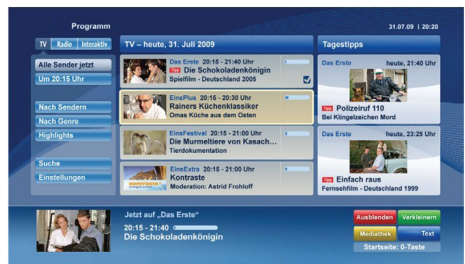 Programm
31.07.09 | 20:20
TV Radio Interaktiv
TV – heute, 31. Juli 2009
Tagestipps
Alle Sender jetzt
Um 20:15 Uhr
Nach Sendern
Nach Genre
Highlights
Suche
Einstellungen
Das Erste 20:15 - 21:40 Uhr
Tipp Die Schokoladenkönigin
Spielfilm - Deutschland 2005
EinsPlus 20:15 - 20:30 Uhr
Rainers Küchenklassiker
Omas Küche aus dem Osten
EinsFestival 20:15 - 21:00 Uhr
Die Murmeltiere von Kasach...
Tierdokumentation
EinsExtra 20:15 - 21:00 Uhr
Kontraste
Moderation: Astrid Frohloff
Das Erste heute, 21:40 Uhr
Tipp Polizeiruf 110
Bei Klingelzeichen Mord
Das Erste heute, 23:25 Uhr
Tipp Einfach raus
Fernsehfilm - Deutschland 1999
Jetzt auf „Das Erste“
20:15 - 21:40
Die Schokoladenkönigin
Ausblenden Verkleinern
Mediathek Text
Startseite: 0-Taste